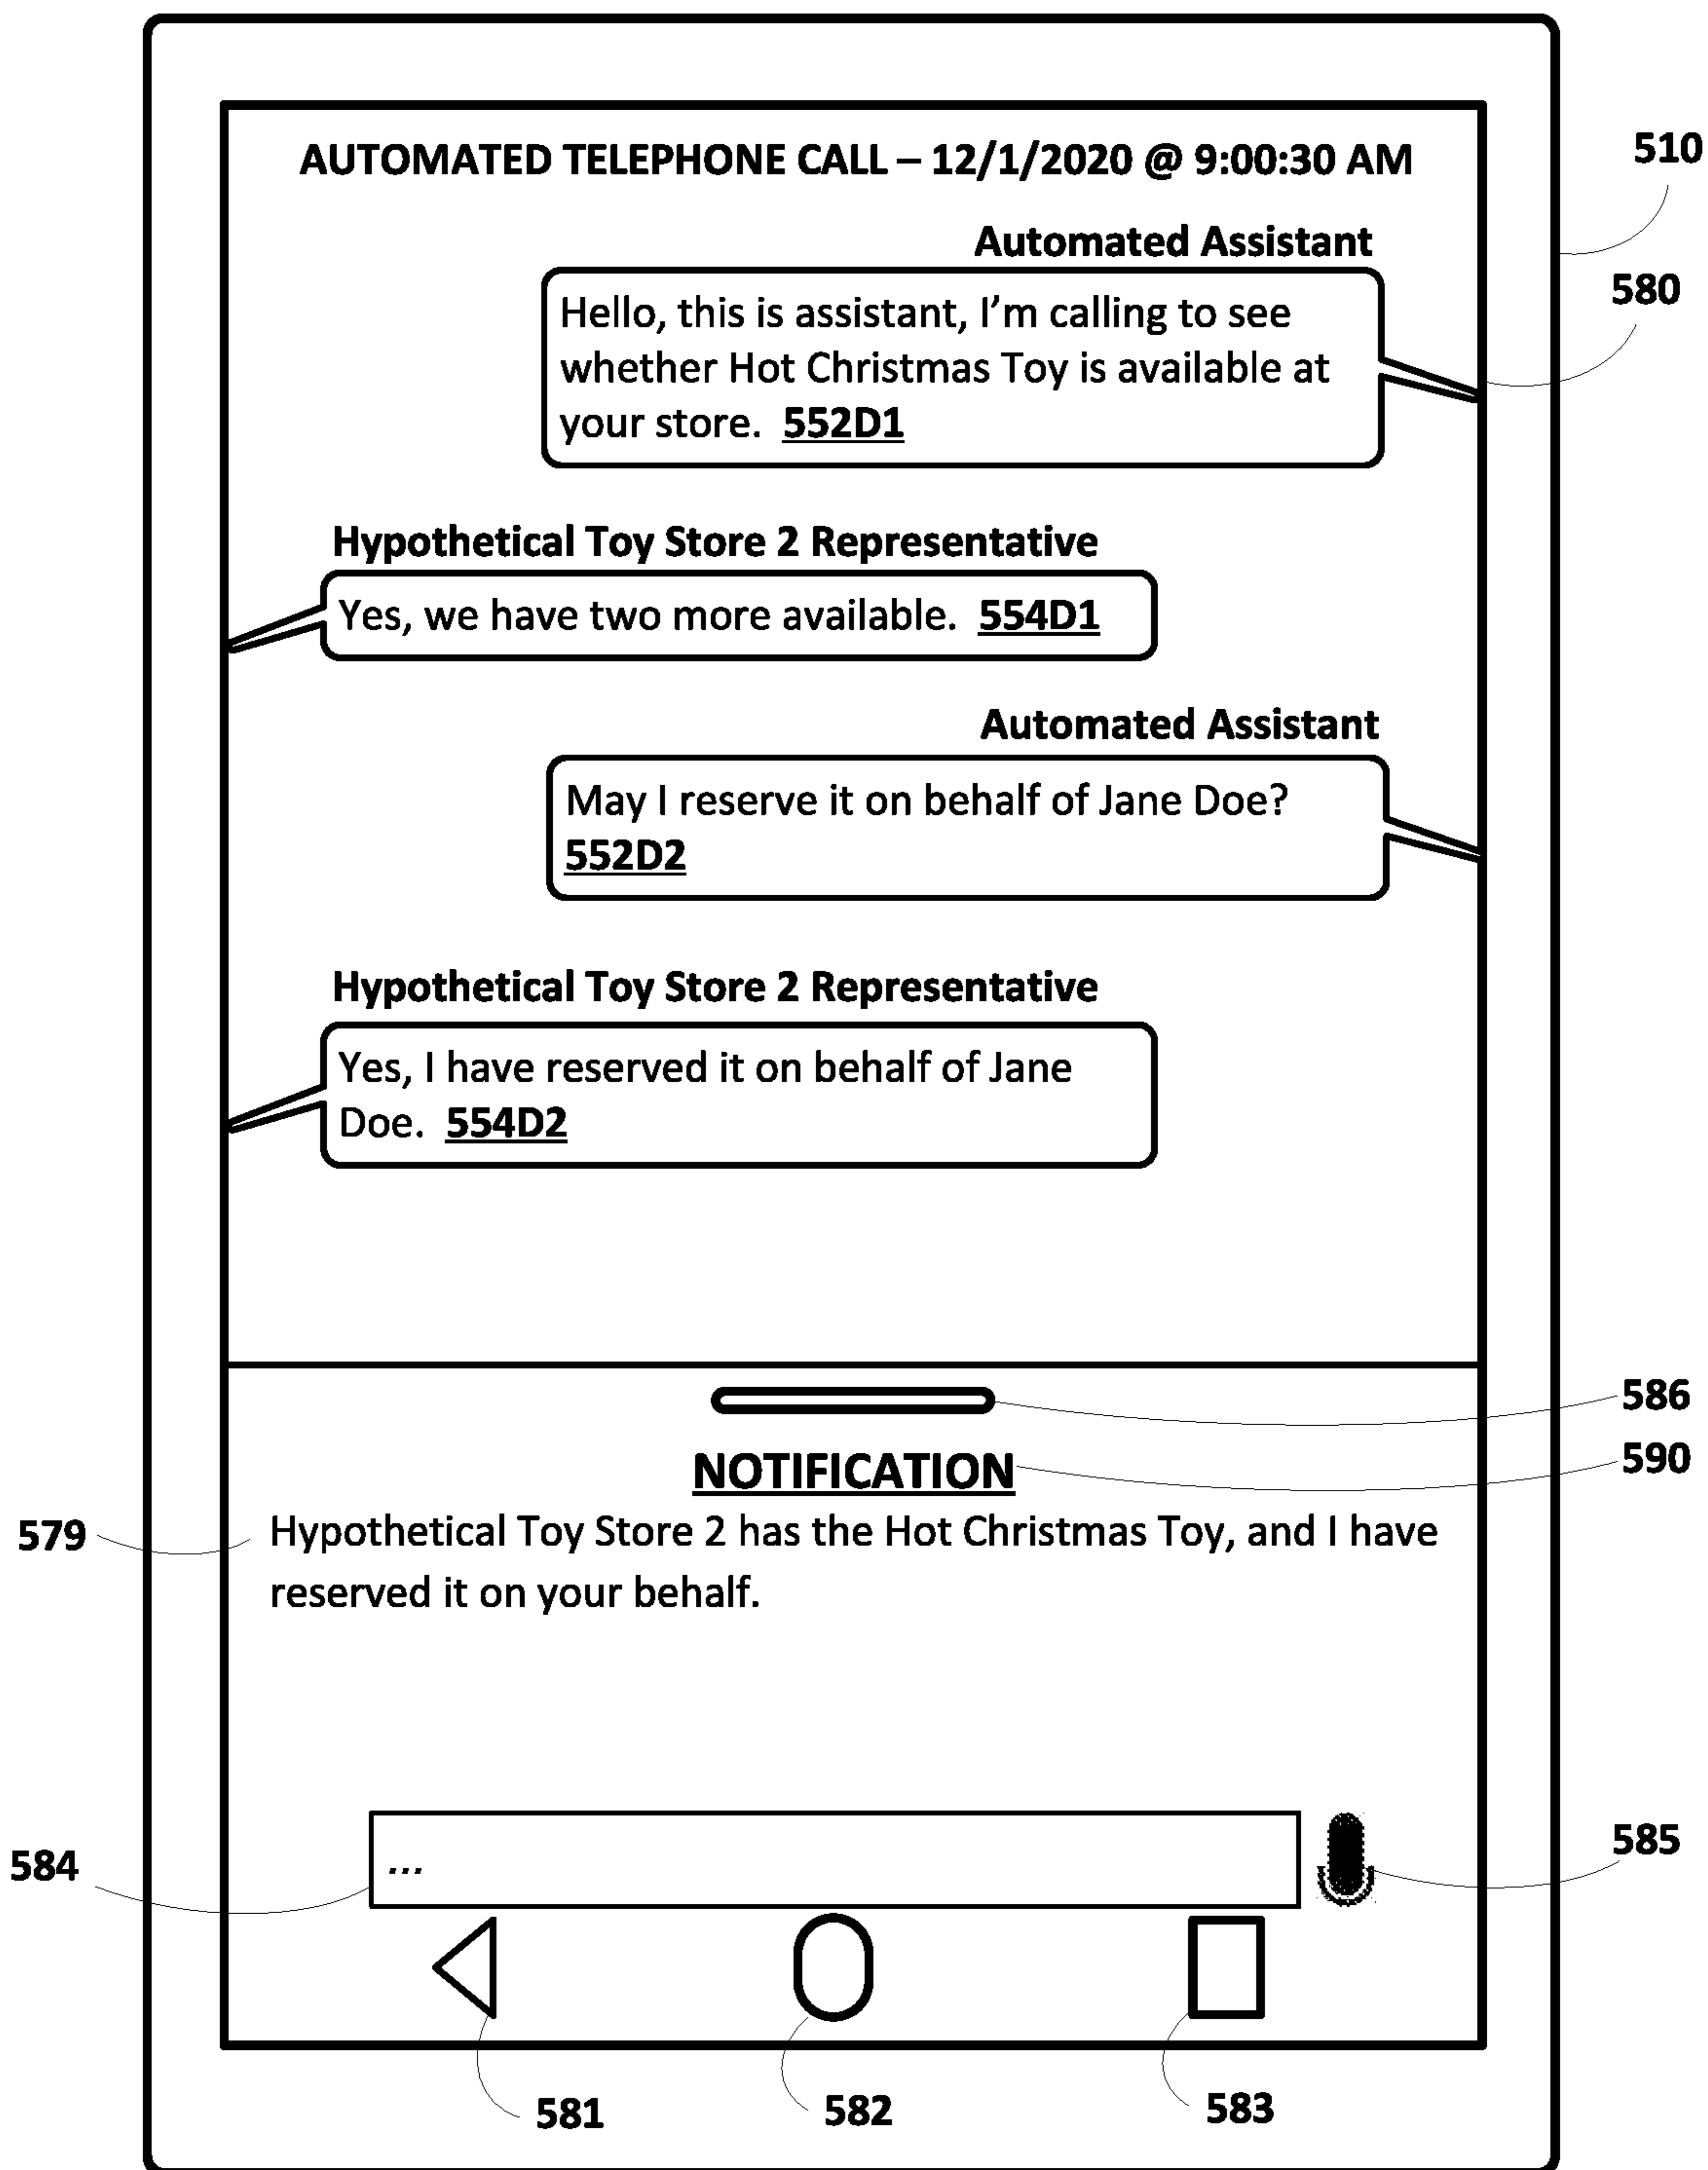 AUTOMATED TELEPHONE CALL – 12/1/2020 @ 9:00:30 AM
510
Automated Assistant
580
Hello, this is assistant, I'm calling to see
whether Hot Christmas Toy is available at
your store. 552D1
Hypothetical Toy Store 2 Representative
Yes, we have two more available. 554D1
Automated Assistant
May I reserve it on behalf of Jane Doe?
552D2
Hypothetical Toy Store 2 Representative
Yes, I have reserved it on behalf of Jane
Doe. 554D2
586
NOTIFICATION
590
579
Hypothetical Toy Store 2 has the Hot Christmas Toy, and I have
reserved it on your behalf.
584
...
585
581
582
583